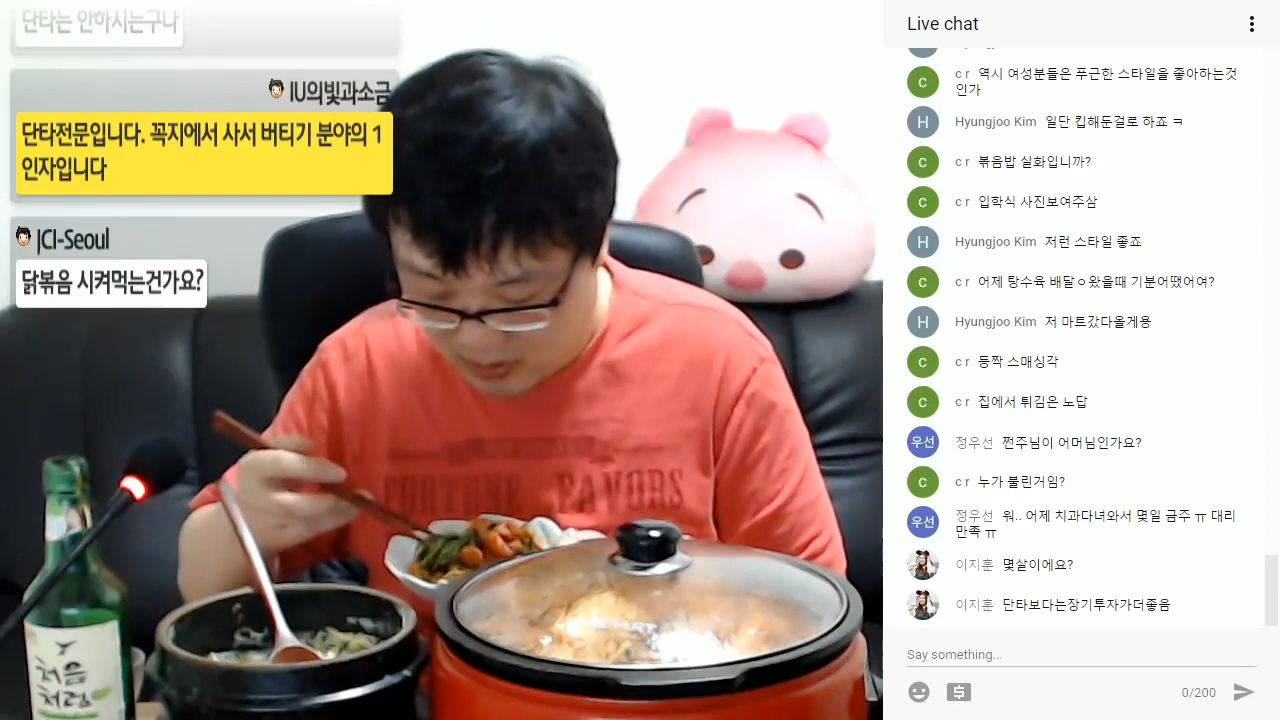 단타는 안하시는구나
IU의빛과소금
단타전문입니다. 꼭지에서 사서 버티기 분야의 1
인자입니다
JCI-Seoul
닭볶음 시켜먹는건가요?
FORTUNE FAVORS
처음
처럼
Live chat
c r 역시 여성분들은 푸근한 스타일을 좋아하는것
인가
Hyungjoo Kim 일단 킵해둔걸로 하죠 ㅋ
c r 볶음밥 실화입니까?
c r 입학식 사진보여주삼
Hyungjoo Kim 저런 스타일 좋죠
c r 어제 탕수육 배달ㅇ왔을때 기분어땠어여?
Hyungjoo Kim 저 마트갔다올게용
c r 등짝 스매싱각
c r 집에서 튀김은 노답
우선 정우선 쩐주님이 어머님인가요?
c r 누가 불린거임?
우선 정우선 워.. 어제 치과다녀와서 몇일 금주 ㅠ 대리
만족 ㅠ
이지훈 몇살이에요?
이지훈 단타보다는장기투자가더좋음
Say something...
0/200